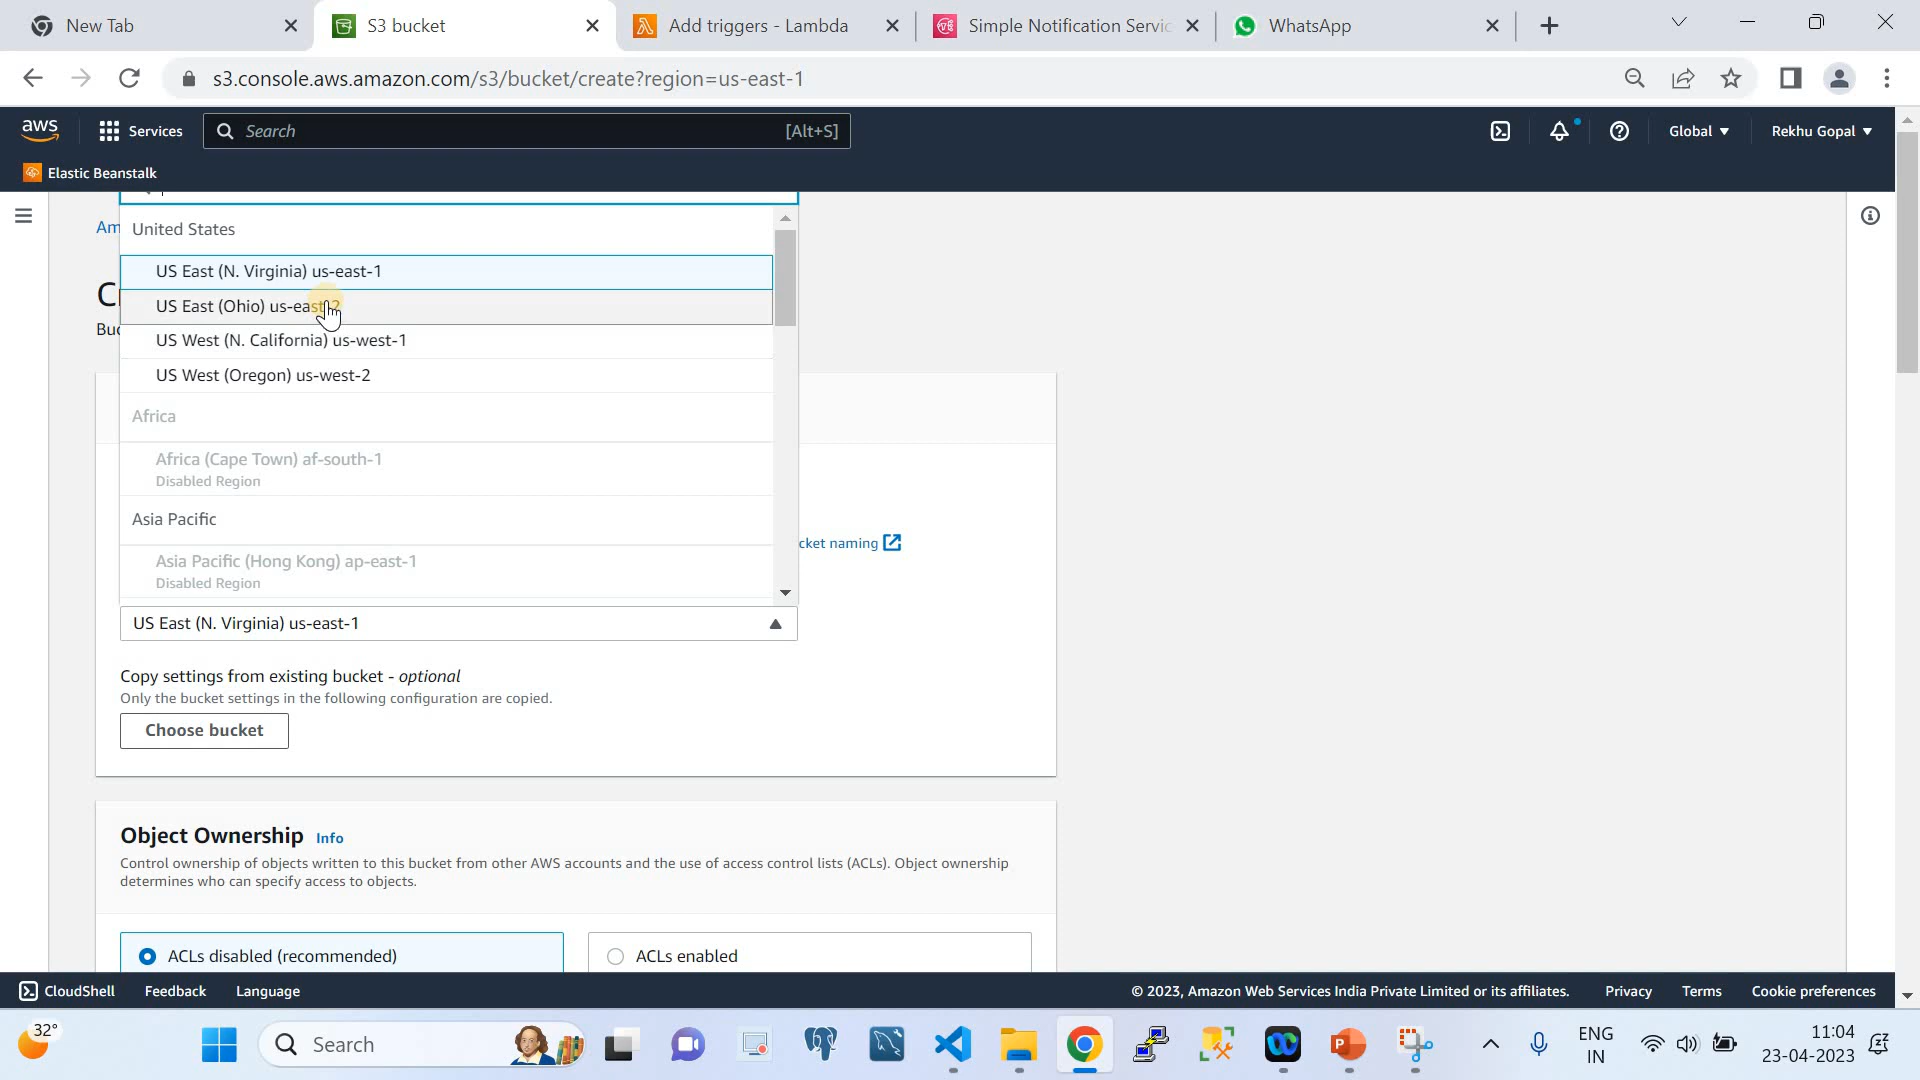 New Tab
S3 bucket
Add triggers - Lambda
Simple Notification Servic
WhatsApp
s3.console.aws.amazon.com/s3/bucket/create?region=us-east-1
aws
Services
Search
[Alt+S]
Global
Rekhu Gopal
Elastic Beanstalk
Am
United States
US East (N. Virginia) us-east-1
US East (Ohio) us-east-2
US West (N. California) us-west-1
US West (Oregon) us-west-2
Africa
Africa (Cape Town) af-south-1
Disabled Region
Asia Pacific
Asia Pacific (Hong Kong) ap-east-1
Disabled Region
cket naming
US East (N. Virginia) us-east-1
Copy settings from existing bucket - optional
Only the bucket settings in the following configuration are copied.
Choose bucket
Object Ownership Info
Control ownership of objects written to this bucket from other AWS accounts and the use of access control lists (ACLs). Object ownership
determines who can specify access to objects.
ACLs disabled (recommended)
ACLs enabled
CloudShell
Feedback
Language
© 2023, Amazon Web Services India Private Limited or its affiliates.
Privacy
Terms
Cookie preferences
32°
Search
ENG
IN
11:04
23-04-2023